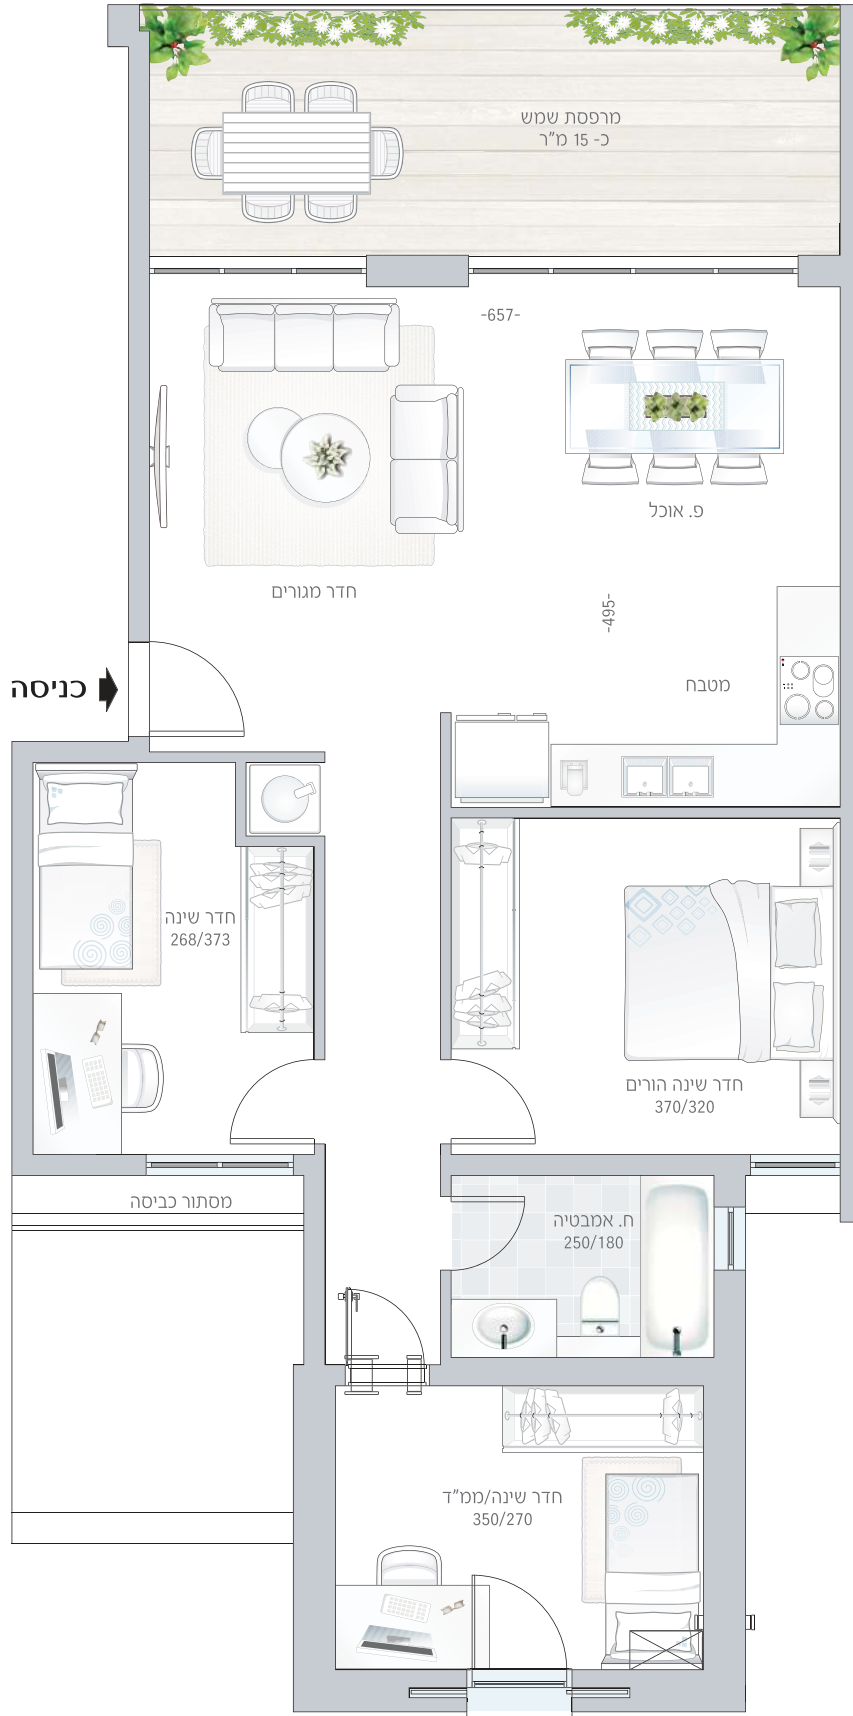 מרפסת שמש
כ- 15 מ"ר
-657-
פ. אוכל
חדר מגורים
-495-
מטבח
כניסה
חדר שינה
268/373
חדר שינה הורים
370/320
מסתור כביסה
ח. אמבטיה
250/180
חדר שינה/ממ"ד
350/270